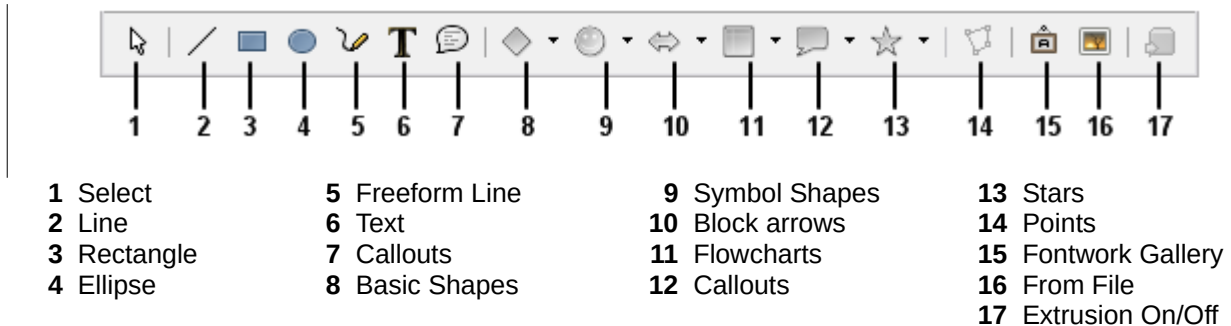 T
A
1 2 3 4 5 6 7 8 9 10 11 12 13 14 15 16 17
1 Select
2 Line
3 Rectangle
4 Ellipse
5 Freeform Line
6 Text
7 Callouts
8 Basic Shapes
9 Symbol Shapes
10 Block arrows
11 Flowcharts
12 Callouts
13 Stars
14 Points
15 Fontwork Gallery
16 From File
17 Extrusion On/Off